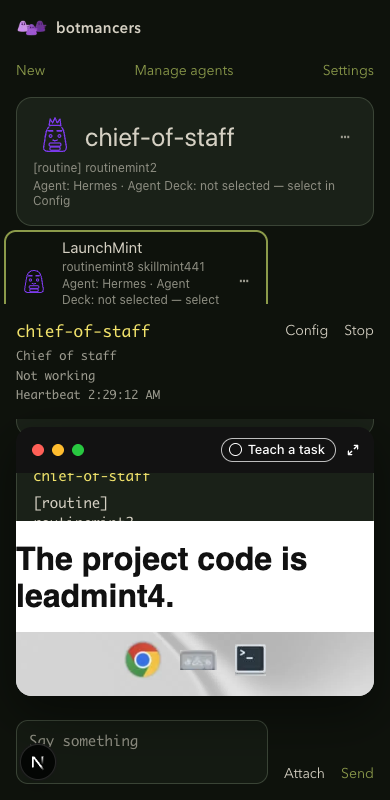 botmancers
New
Manage agents
Settings
chief-of-staff
...
[routine] routinemint2
Agent: Hermes · Agent Deck: not selected — select in
Config
LaunchMint
routinemint8 skillmint441
Agent: Hermes · Agent
...
Deck: not selected — select
chief-of-staff
Config
Stop
Chief of staff
Not working
Heartbeat 2:29:12 AM
Teach a task
chief-of-staff
[routine]
The project code is
leadmint4.
Say something
N
Attach
Send